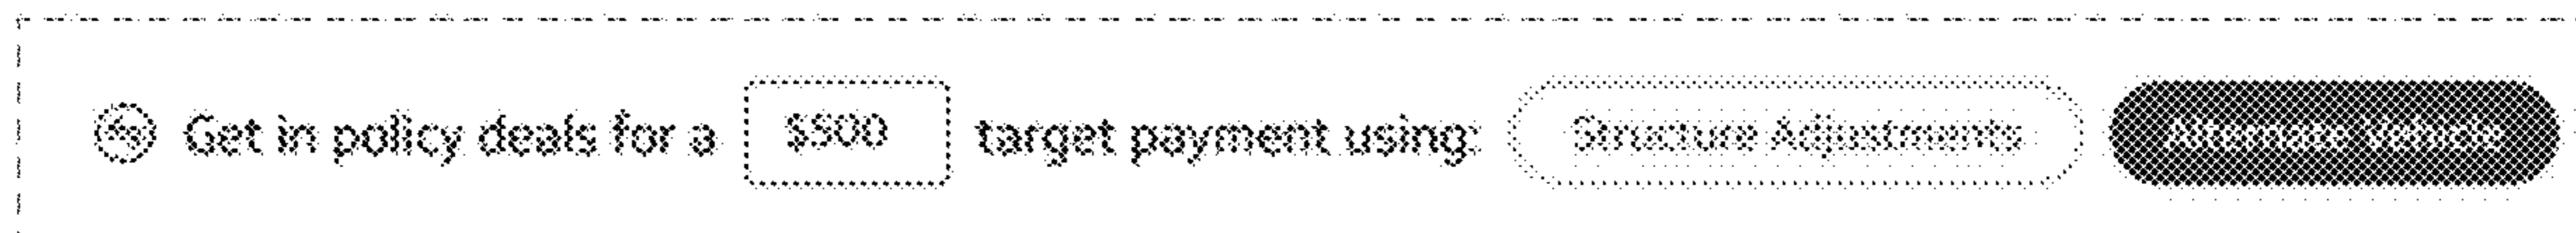 Get in policy deals for a $500 target payment using: Structure Adjustments Alternate Vehicle